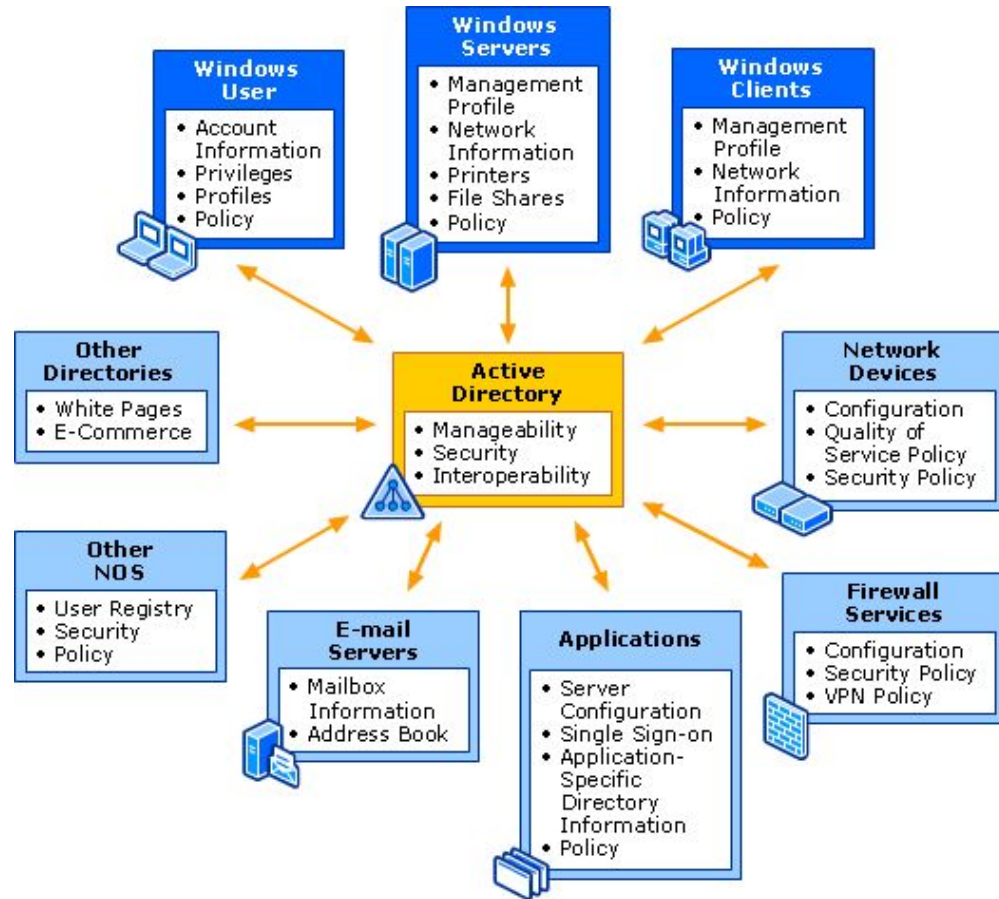 Windows
User
• Account
Information
• Privileges
• Profiles
• Policy
Windows
Servers
• Management
Profile
• Network
Information
• Printers
• File Shares
• Policy
Windows
Clients
• Management
Profile
• Network
Information
• Policy
Other
Directories
• White Pages
• E-Commerce
Active
Directory
• Manageability
• Security
• Interoperability
Network
Devices
• Configuration
• Quality of
Service Policy
• Security Policy
Other
NOS
• User Registry
• Security
• Policy
E-mail
Servers
• Mailbox
Information
• Address Book
Applications
• Server
Configuration
• Single Sign-on
• Application-
Specific
Directory
Information
• Policy
Firewall
Services
• Configuration
• Security Policy
• VPN Policy